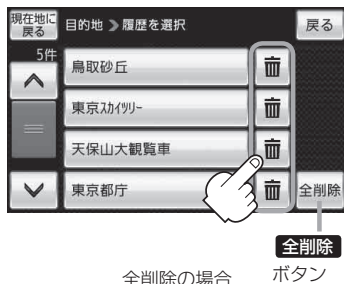 現在地に
戻る
目的地 》履歴を選択
戻る
5件
鳥取砂丘
東京ｽｶｲﾂﾘｰ
天保山大観覧車
東京都庁
全削除
全削除
ボタン
全削除の場合